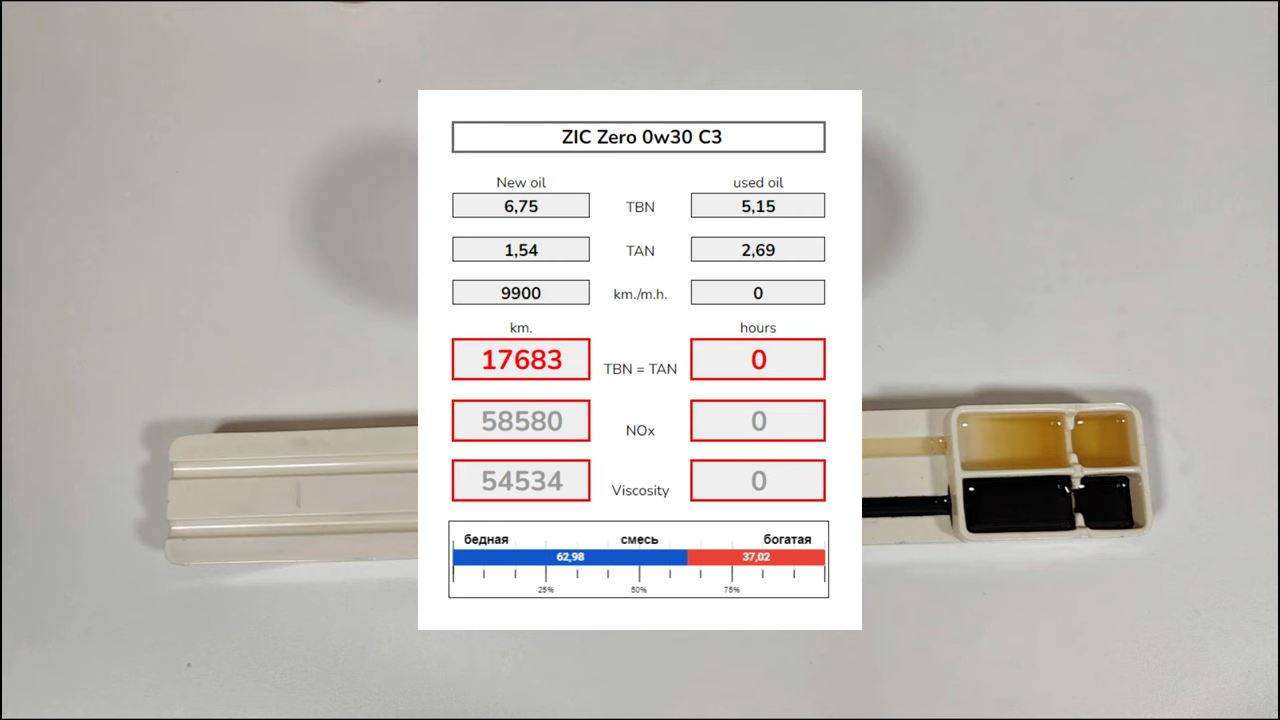 ZIC Zero 0w30 C3
New oil used oil
6,75 TBN 5,15
1,54 TAN 2,69
9900 km./m.h. 0
km. hours
17683 TBN = TAN 0
58580 NOx 0
54534 Viscosity 0
бедная смесь богатая
62,98 37,02
25% 50% 75%